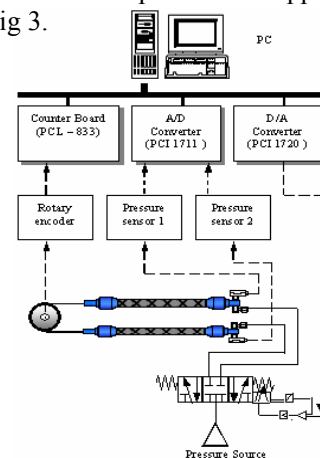 ig 3.
PC
Counter Board
(PCL – 833)
A/D
Converter
(PCI 1711 )
D/A
Converter
(PCI 1720 )
Rotary
encoder
Pressure
sensor 1
Pressure
sensor 2
Pressure Source